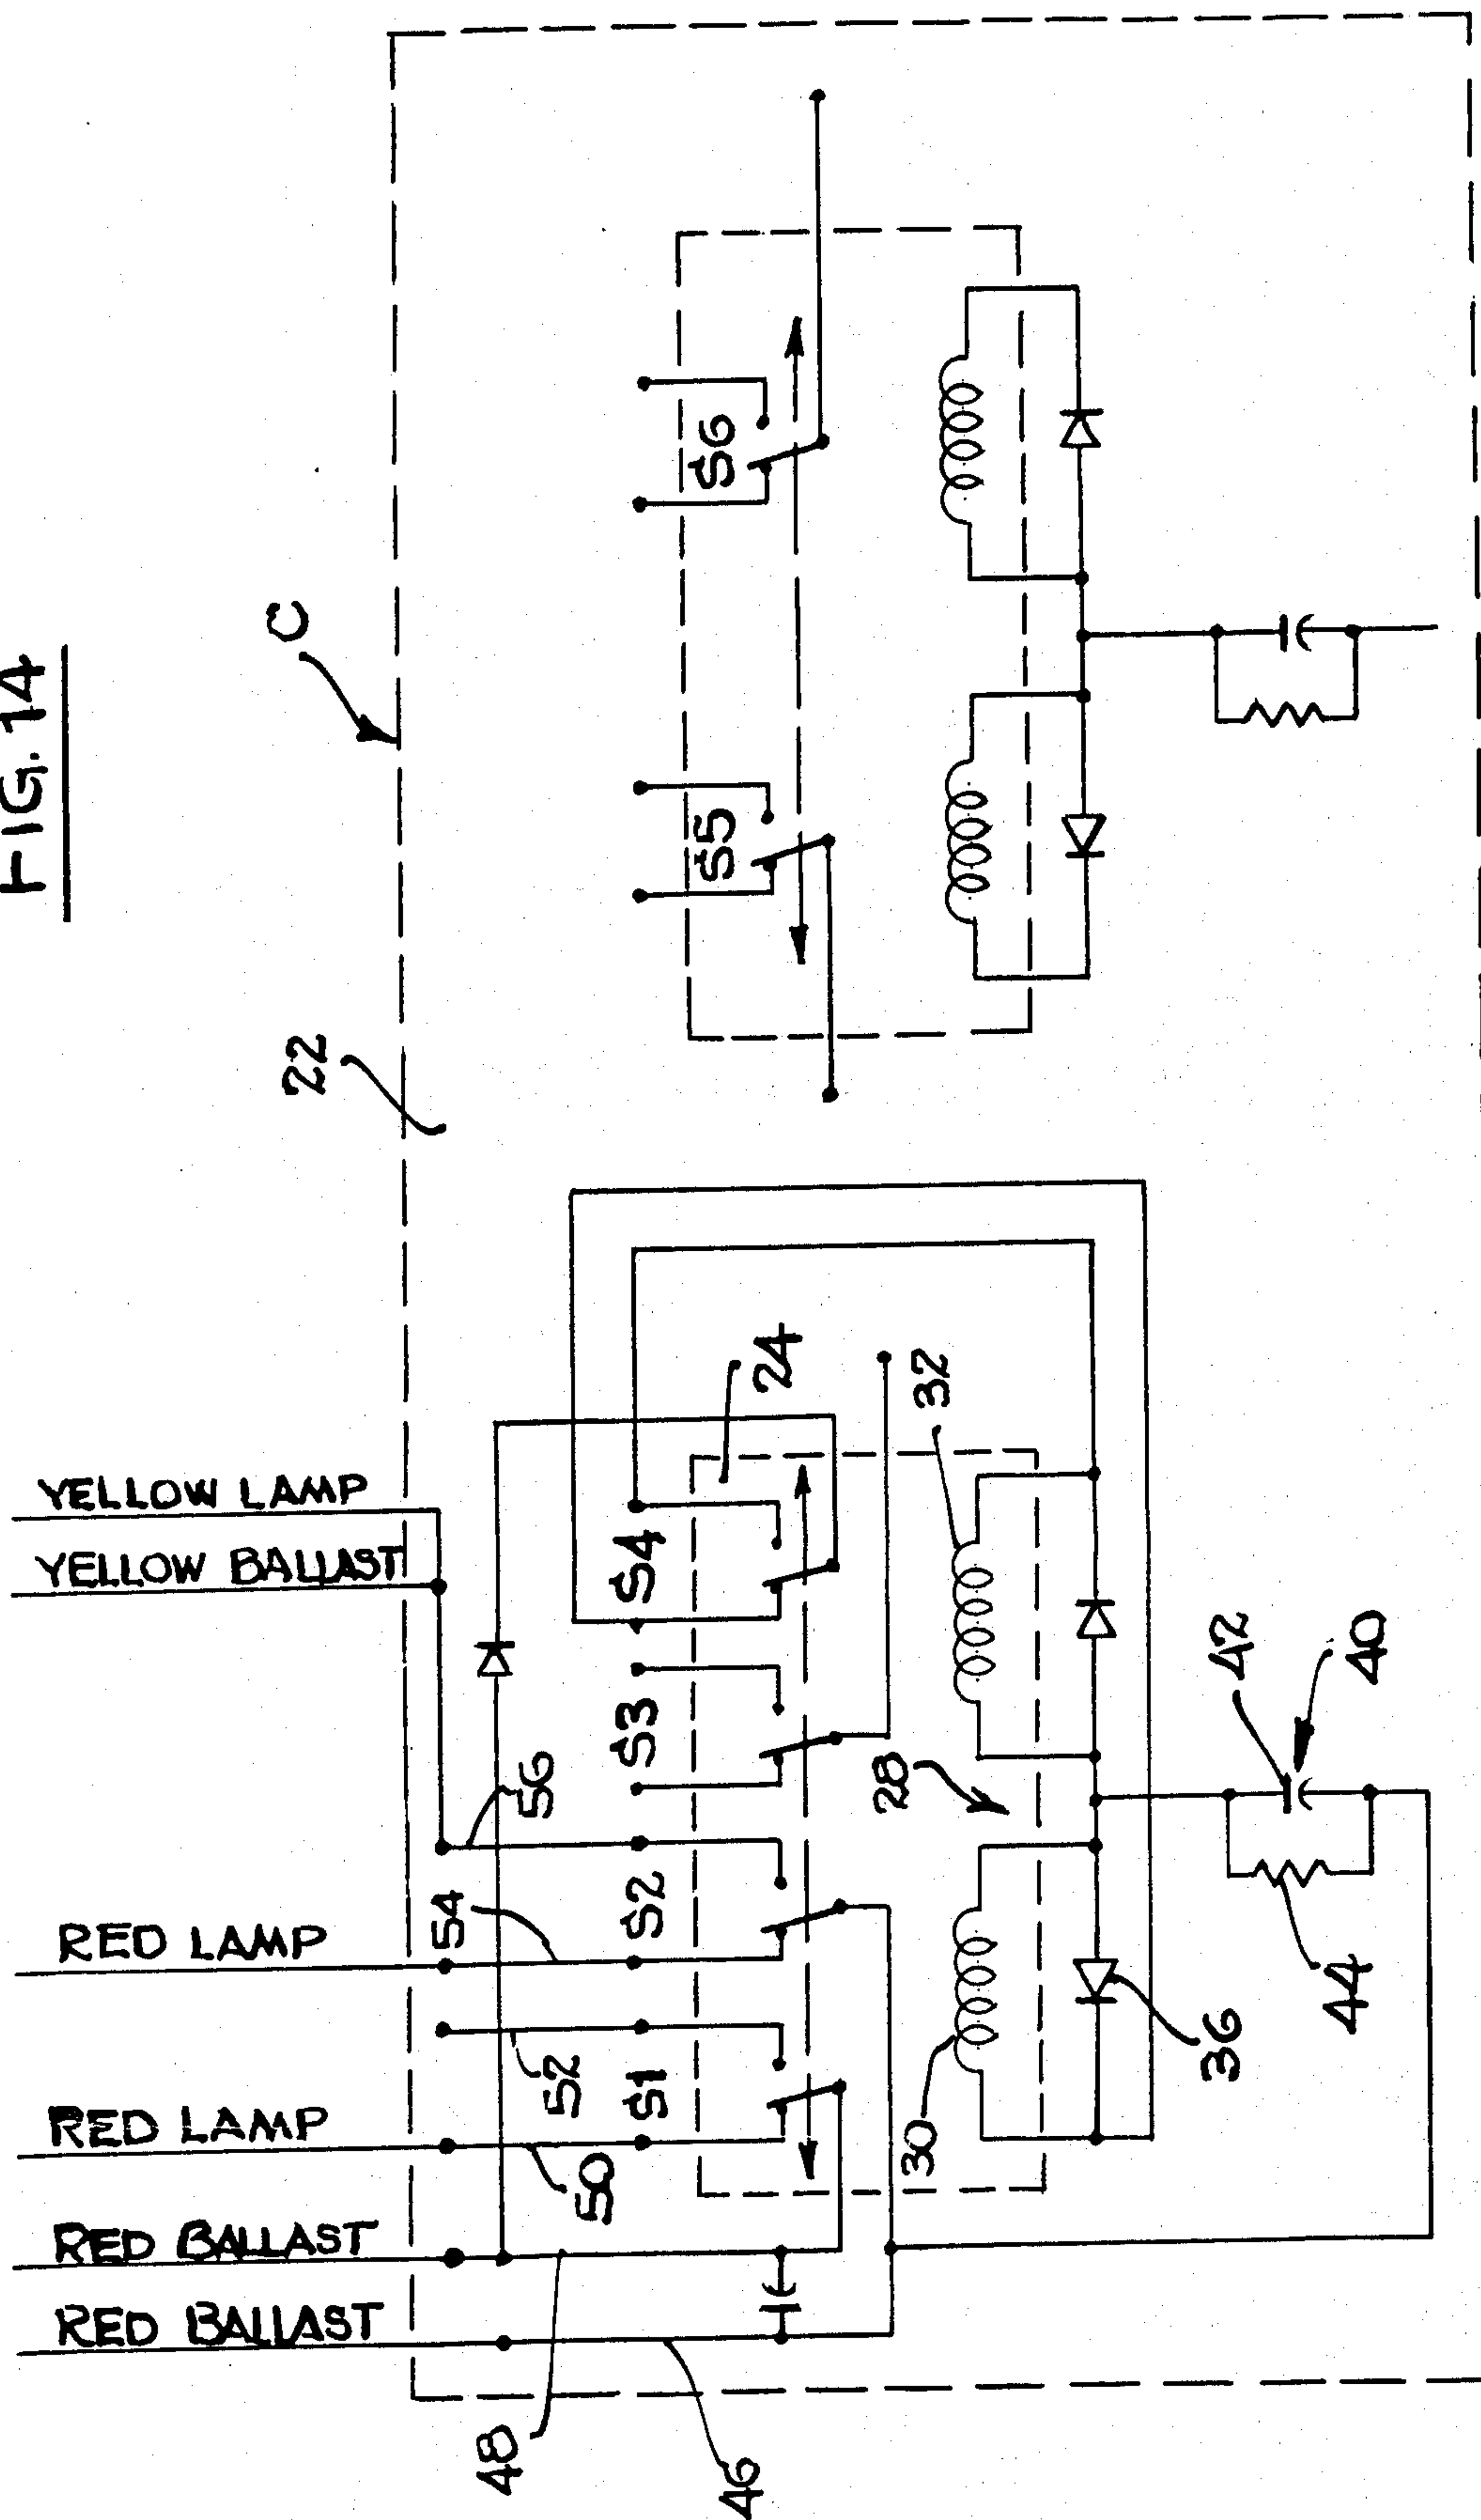 FIG. 14
C
22
YELLOW LAMP
YELLOW BALLAST
RED LAMP
RED LAMP
RED BALLAST
RED BALLAST
56
54
52
50
48
46
S1
S2
S3
S4
S5
S6
24
28
30
32
36
42
40
44